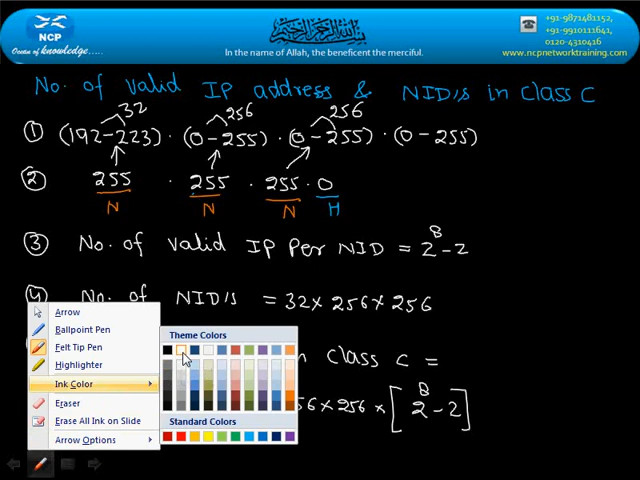 NCP
Ocean of knowledge.....
بسم الله الرحمن الرحيم
In the name of Allah, the beneficent the merciful.
+91-9871481152,
+91-9910111641,
0120-4310416
www.ncpnetworktraining.com
No. of valid IP address & NID's in class C
32 256 256
① (192-223) . (0-255) . (0-255) . (0-255)
② 255 . 255 . 255 . 0
N N N H
③ No. of valid IP Per NID = 2^8-2
④ No. of NID's = 32 × 256 × 256
in class c =
56 × 256 × [2^8-2]
Arrow
Ballpoint Pen
Felt Tip Pen
Highlighter
Ink Color
Eraser
Erase All Ink on Slide
Arrow Options
Theme Colors
Standard Colors